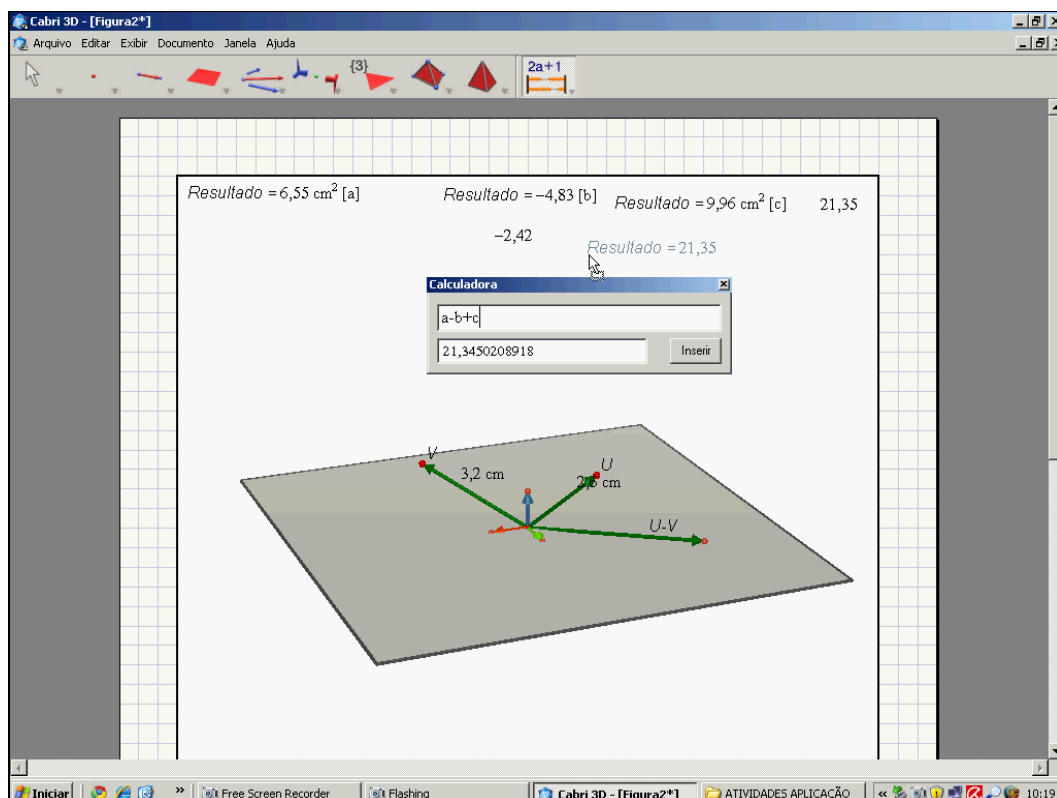 Cabri 3D - [Figura2*]
Arquivo Editar Exibir Documento Janela Ajuda
{3}
2a+1
Resultado = 6,55 cm² [a] Resultado = −4,83 [b] Resultado = 9,96 cm² [c] 21,35
−2,42
Resultado = 21,35
Calculadora
a-b+c
21,3450208918 Inserir
V
3,2 cm
U
cm
U-V
Iniciar » Free Screen Recorder Flashing Cabri 3D - [Figura2*] ATIVIDADES APLICAÇÃO « 10:19